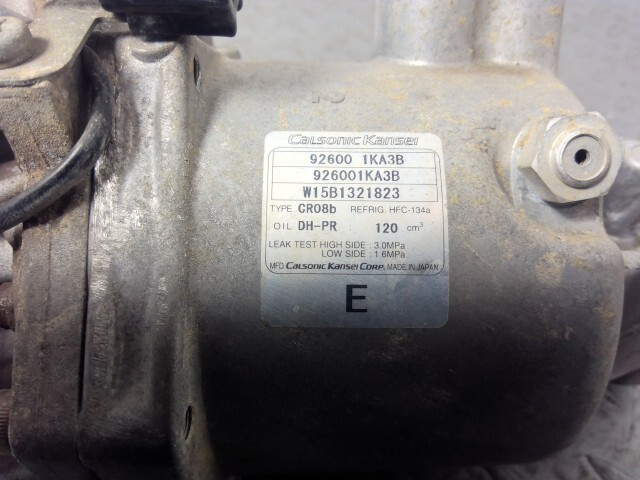 Calsonic Kansei
92600 1KA3B
926001KA3B
W15B1321823
TYPE CR08b REFRIG. HFC-134a
OIL DH-PR 120 cm³
LEAK TEST HIGH SIDE : 3.0MPa
LOW SIDE : 1.6MPa
MFD Calsonic Kansei Corp. MADE IN JAPAN
E